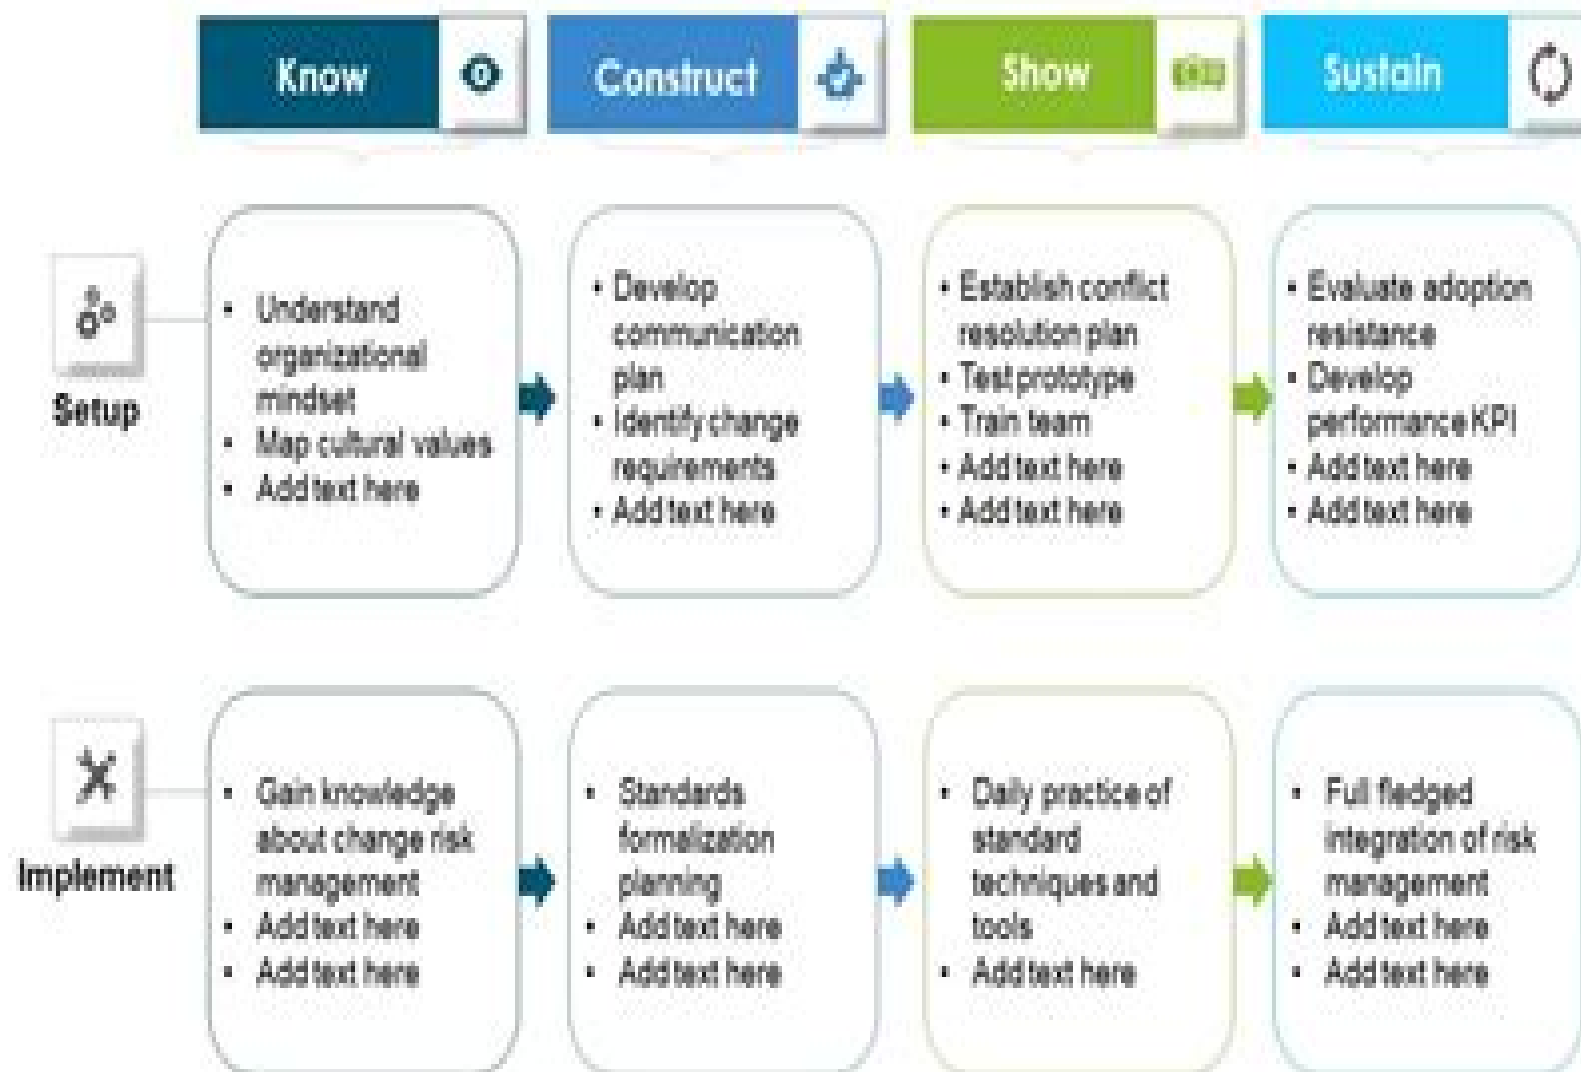 Know
Construct
Show
Sustain
Setup
• Understand
organizational
mindset
• Map cultural values
• Add text here
• Develop
communication
plan
• Identify change
requirements
• Add text here
• Establish conflict
resolution plan
• Test prototype
• Train team
• Add text here
• Add text here
• Evaluate adoption
resistance
• Develop
performance KPI
• Add text here
• Add text here
Implement
• Gain knowledge
about change risk
management
• Add text here
• Add text here
• Standards
formalization
planning
• Add text here
• Add text here
• Daily practice of
standard
techniques and
tools
• Add text here
• Full fledged
integration of risk
management
• Add text here
• Add text here